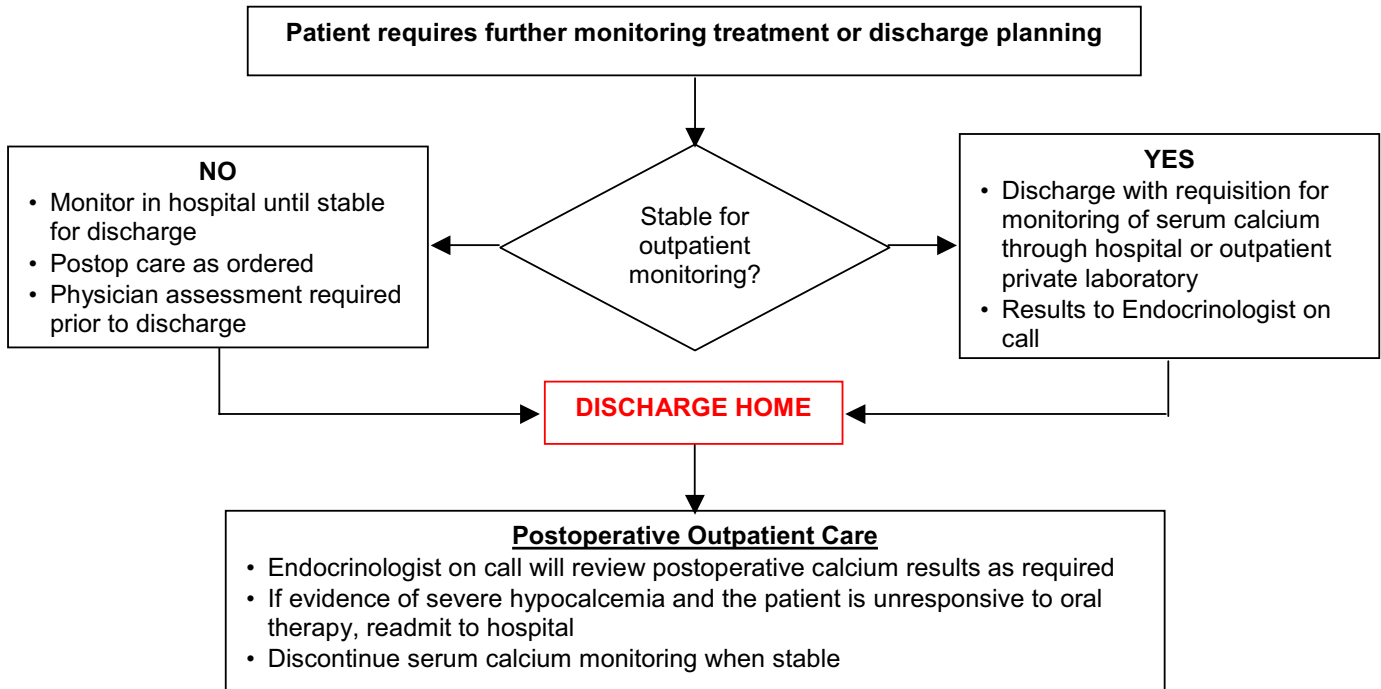 Patient requires further monitoring treatment or discharge planning
NO
• Monitor in hospital until stable
for discharge
• Postop care as ordered
• Physician assessment required
prior to discharge
Stable for
outpatient
monitoring?
YES
• Discharge with requisition for
monitoring of serum calcium
through hospital or outpatient
private laboratory
• Results to Endocrinologist on
call
DISCHARGE HOME
Postoperative Outpatient Care
• Endocrinologist on call will review postoperative calcium results as required
• If evidence of severe hypocalcemia and the patient is unresponsive to oral
therapy, readmit to hospital
• Discontinue serum calcium monitoring when stable